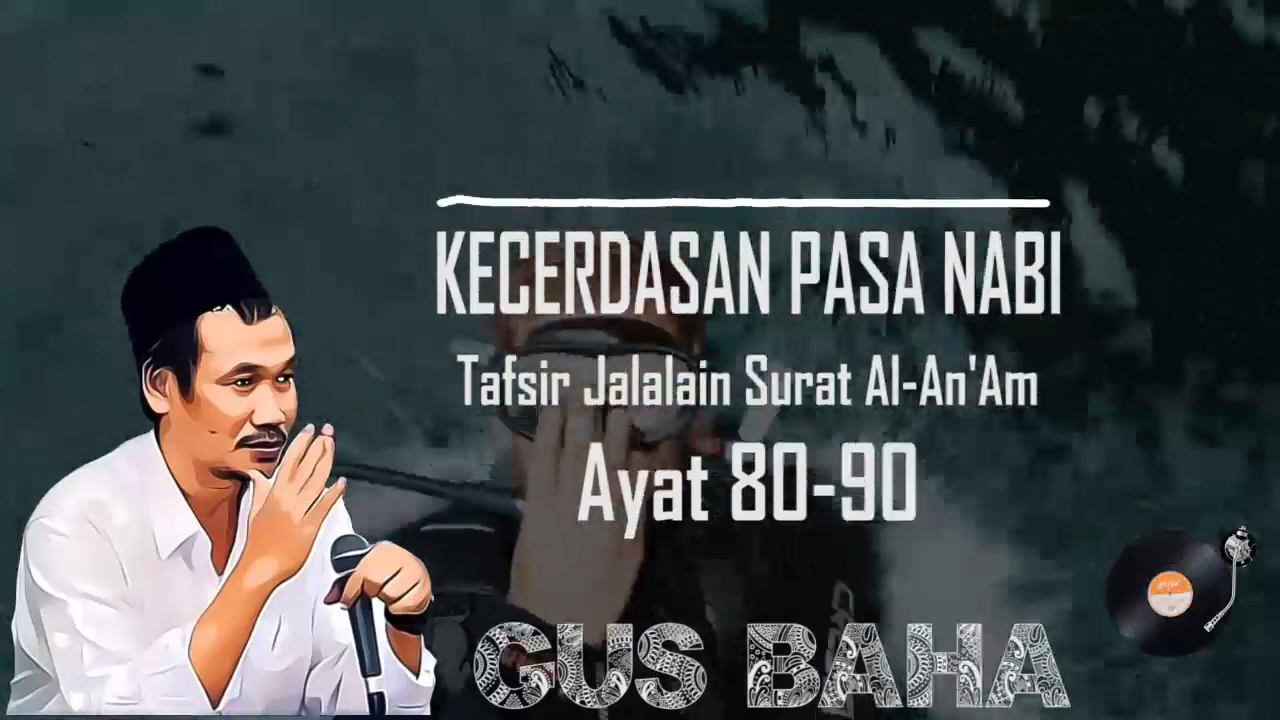 KECERDASAN PASA NABI
Tafsir Jalalain Surat Al-An'Am
Ayat 80-90
GUS BAHA